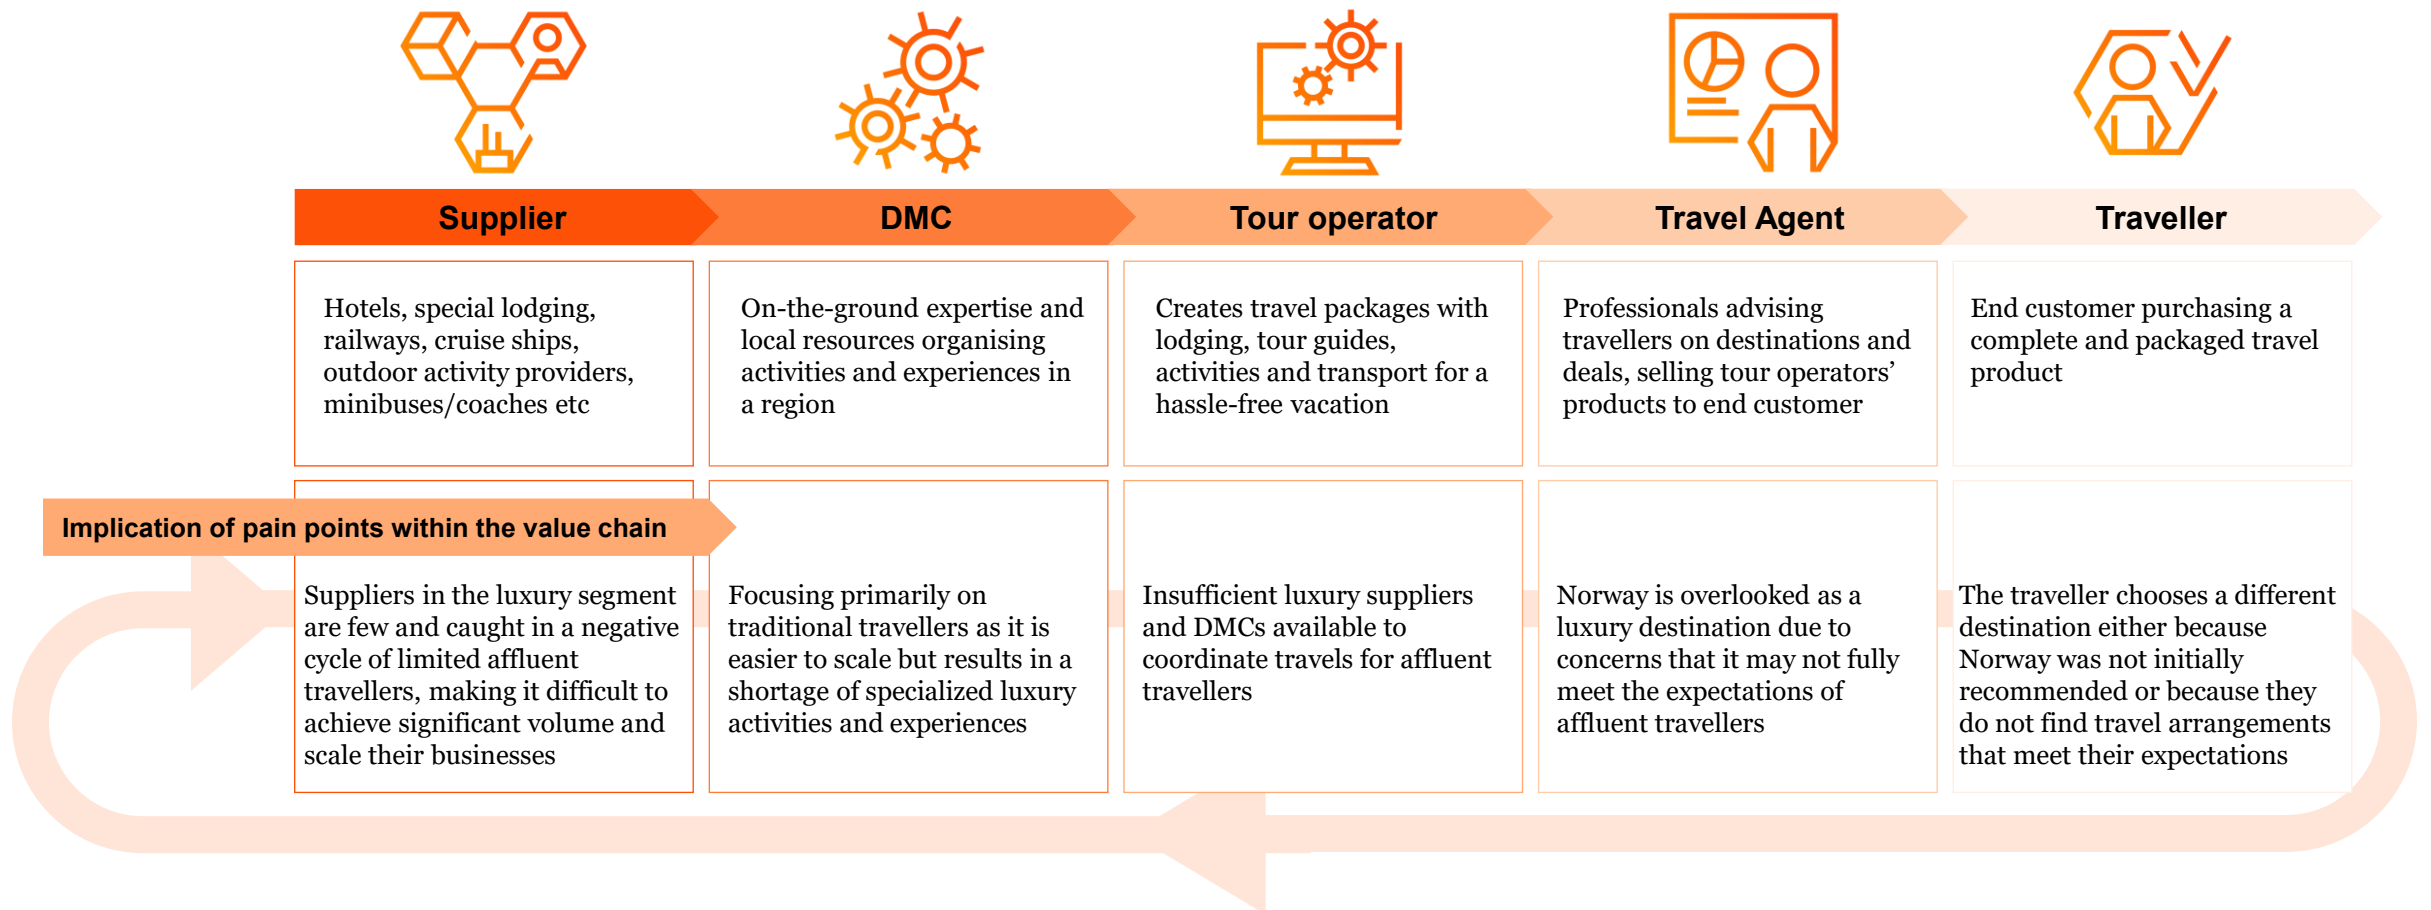 Supplier
DMC
Tour operator
Travel Agent
Traveller
Hotels, special lodging,
railways, cruise ships,
outdoor activity providers,
minibuses/coaches etc
On-the-ground expertise and
local resources organising
activities and experiences in
a region
Creates travel packages with
lodging, tour guides,
activities and transport for a
hassle-free vacation
Professionals advising
travellers on destinations and
deals, selling tour operators’
products to end customer
End customer purchasing a
complete and packaged travel
product
Implication of pain points within the value chain
Suppliers in the luxury segment
are few and caught in a negative
cycle of limited affluent
travellers, making it difficult to
achieve significant volume and
scale their businesses
Focusing primarily on
traditional travellers as it is
easier to scale but results in a
shortage of specialized luxury
activities and experiences
Insufficient luxury suppliers
and DMCs available to
coordinate travels for affluent
travellers
Norway is overlooked as a
luxury destination due to
concerns that it may not fully
meet the expectations of
affluent travellers
The traveller chooses a different
destination either because
Norway was not initially
recommended or because they
do not find travel arrangements
that meet their expectations